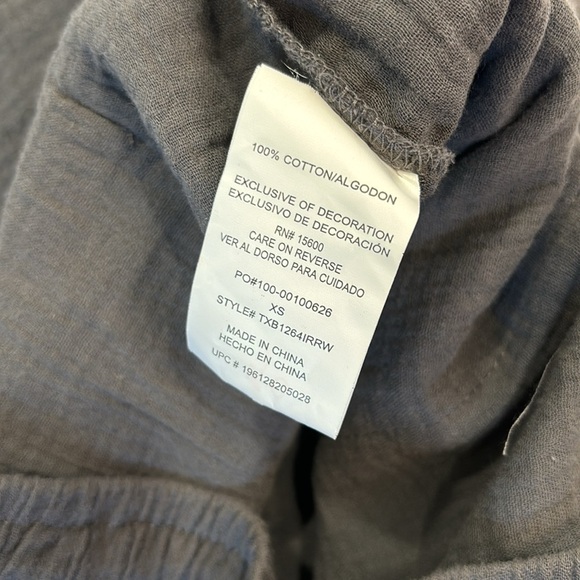 100% COTTON/ALGODON
EXCLUSIVE OF DECORATION
EXCLUSIVO DE DECORACIÓN
RN# 15600
CARE ON REVERSE
VER AL DORSO PARA CUIDADO
PO#100-00100626
XS
STYLE# TXB1264IRRW
MADE IN CHINA
HECHO EN CHINA
UPC # 196128205028